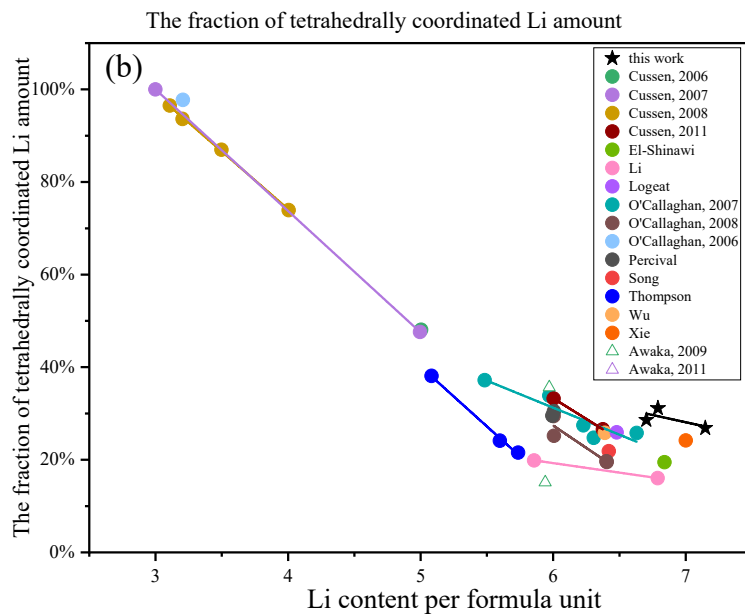 The fraction of tetrahedrally coordinated Li amount
(b)
The fraction of tetrahedrally coordinated Li amount
100%
80%
60%
40%
20%
0%
this work
Cussen, 2006
Cussen, 2007
Cussen, 2008
Cussen, 2011
El-Shinawi
Li
Logeat
O'Callaghan, 2007
O'Callaghan, 2008
O'Callaghan, 2006
Percival
Song
Thompson
Wu
Xie
Awaka, 2009
Awaka, 2011
3 4 5 6 7
Li content per formula unit